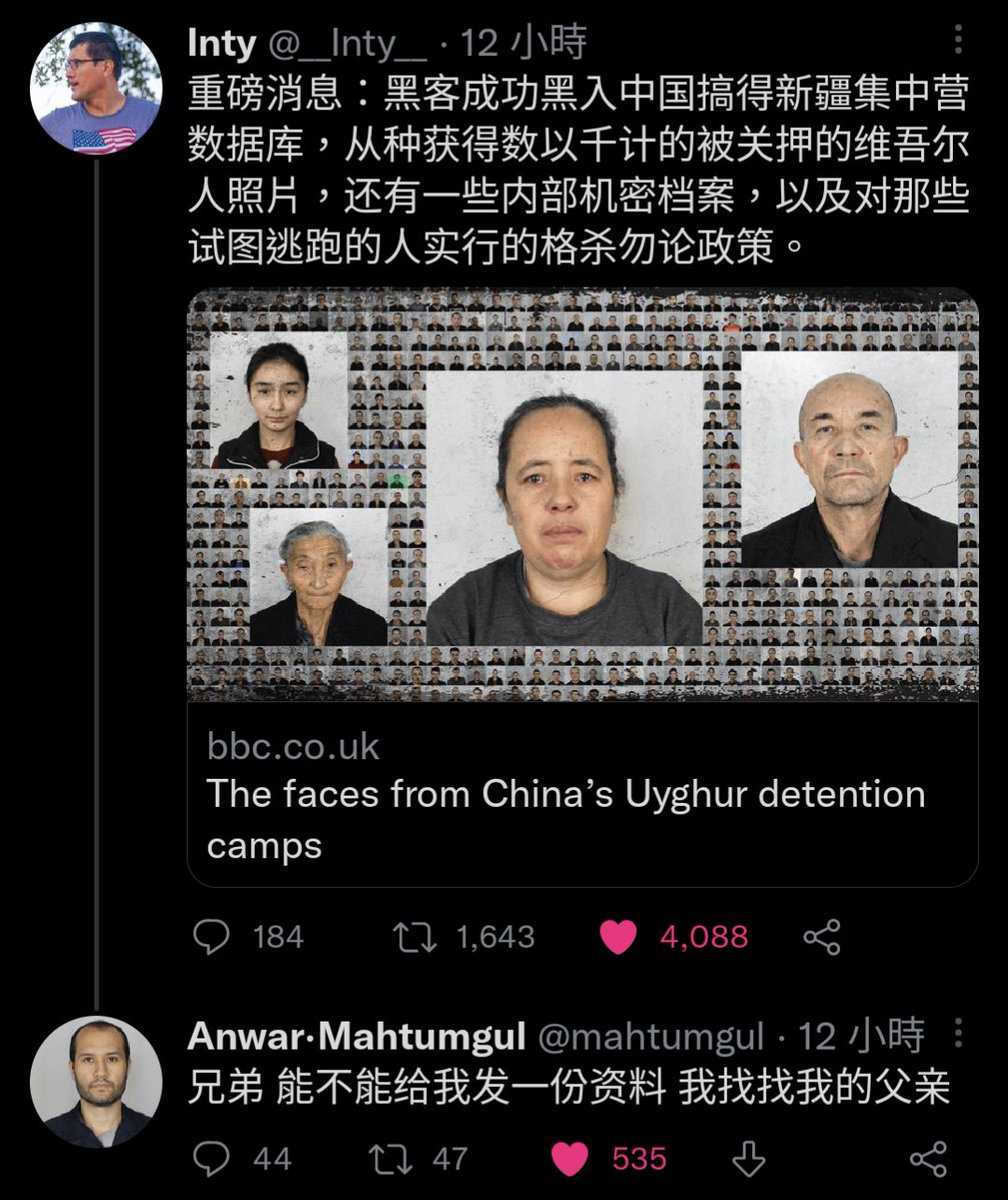 Inty @__Inty__ · 12 小時
重磅消息：黑客成功黑入中国搞得新疆集中营
数据库，从种获得数以千计的被关押的维吾尔
人照片，还有一些内部机密档案，以及对那些
试图逃跑的人实行的格杀勿论政策。
bbc.co.uk
The faces from China’s Uyghur detention
camps
184 1,643 4,088
Anwar·Mahtumgul @mahtumgul · 12 小時
兄弟 能不能给我发一份资料 我找找我的父亲
44 47 535